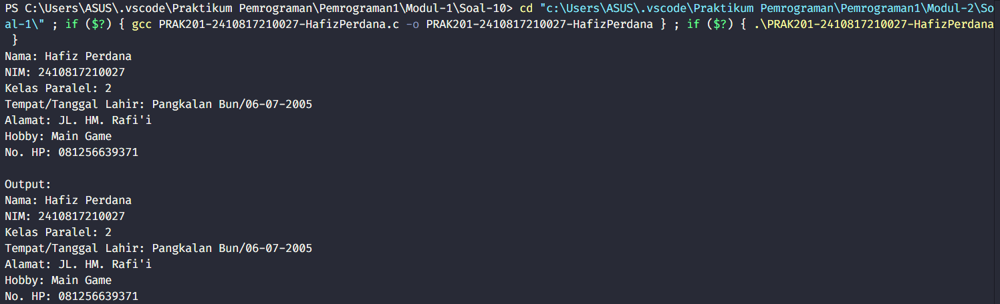 PS C:\Users\ASUS\.vscode\Praktikum Pemrograman\Pemrograman1\Modul-1\Soal-10> cd "c:\Users\ASUS\.vscode\Praktikum Pemrograman\Pemrograman1\Modul-2\So
al-1\" ; if ($?) { gcc PRAK201-2410817210027-HafizPerdana.c -o PRAK201-2410817210027-HafizPerdana } ; if ($?) { .\PRAK201-2410817210027-HafizPerdana
}
Nama: Hafiz Perdana
NIM: 2410817210027
Kelas Paralel: 2
Tempat/Tanggal Lahir: Pangkalan Bun/06-07-2005
Alamat: JL. HM. Rafi'i
Hobby: Main Game
No. HP: 081256639371

Output:
Nama: Hafiz Perdana
NIM: 2410817210027
Kelas Paralel: 2
Tempat/Tanggal Lahir: Pangkalan Bun/06-07-2005
Alamat: JL. HM. Rafi'i
Hobby: Main Game
No. HP: 081256639371